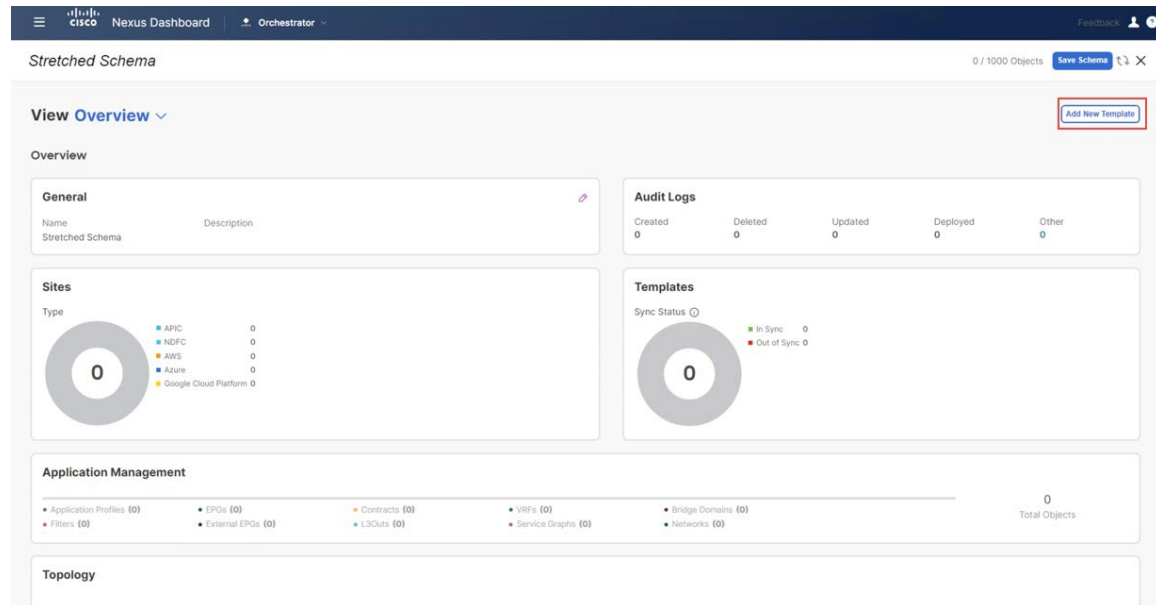 CISCO Nexus Dashboard Orchestrator Feedback
Stretched Schema 0 / 1000 Objects Save Schema
View Overview Add New Template
Overview
General
Name Description
Stretched Schema
Audit Logs
Created Deleted Updated Deployed Other
0 0 0 0 0
Sites
Type
0
APIC 0
NDFC 0
AWS 0
Azure 0
Google Cloud Platform 0
Templates
Sync Status
0
In Sync 0
Out of Sync 0
Application Management
Application Profiles (0) EPGs (0) Contracts (0) VRFs (0) Bridge Domains (0)
Filters (0) External EPGs (0) L3Outs (0) Service Graphs (0) Networks (0)
0
Total Objects
Topology